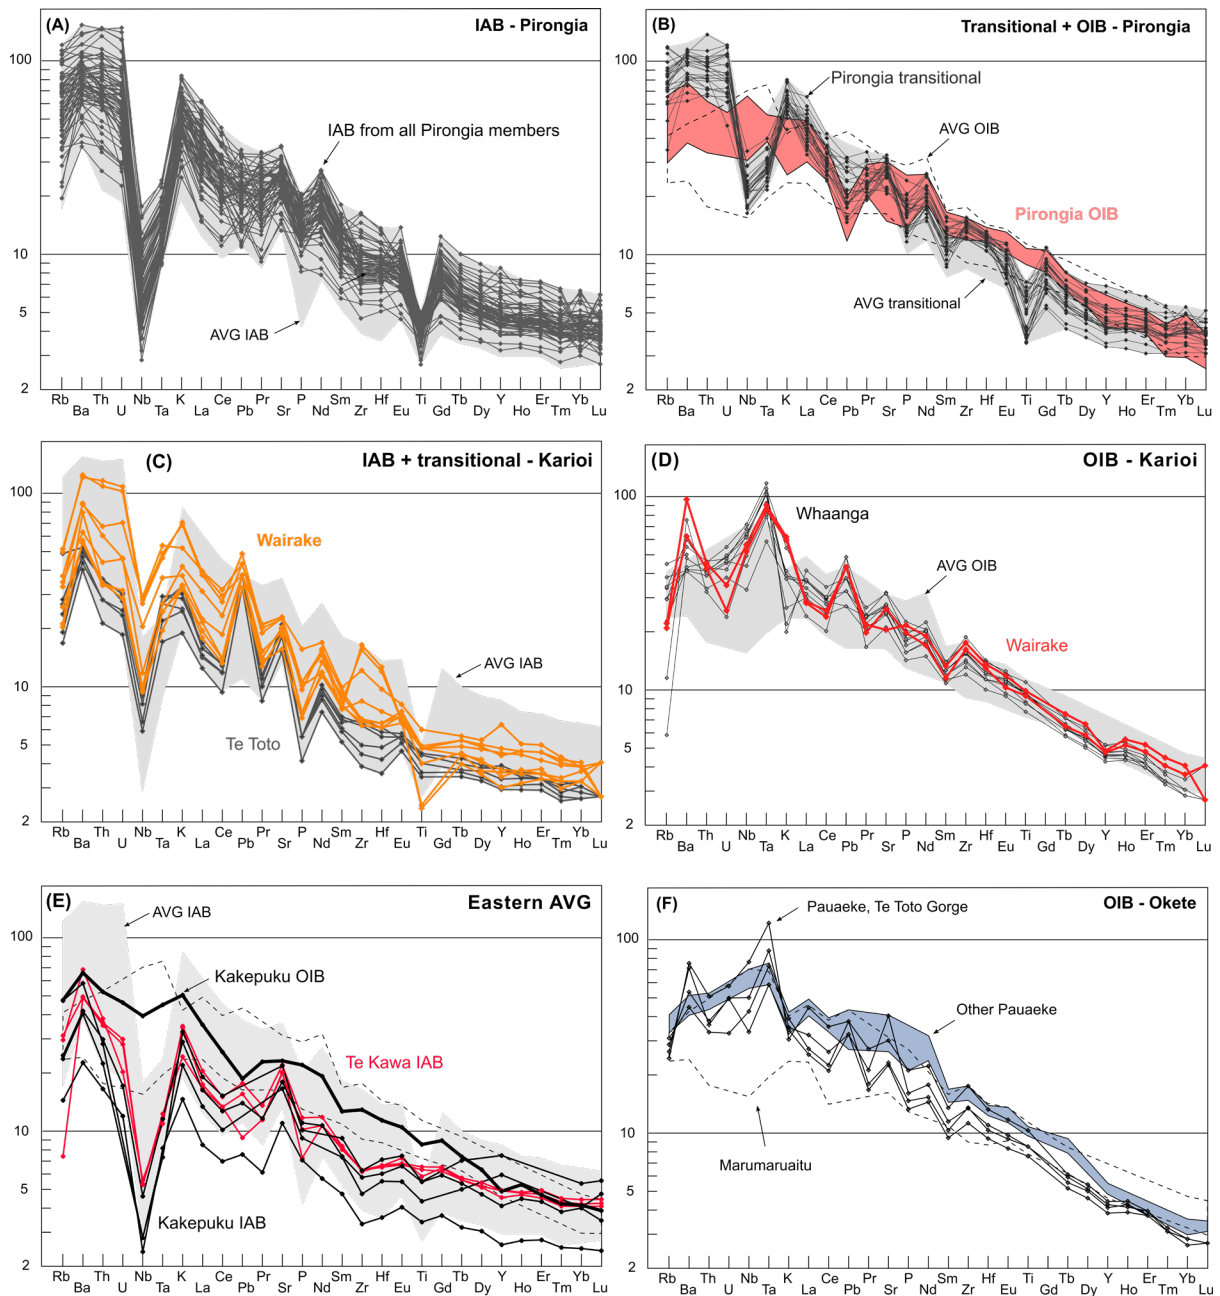 (A)
IAB - Pirongia
100
10
5
2
IAB from all Pirongia members
AVG IAB
Rb Ba Th U Nb Ta K La Ce Pb Pr Sr P Nd Sm Zr Hf Eu Ti Gd Tb Dy Y Ho Er Tm Yb Lu
(B)
Transitional + OIB - Pirongia
100
10
5
2
Pirongia transitional
AVG OIB
Pirongia OIB
AVG transitional
Rb Ba Th U Nb Ta K La Ce Pb Pr Sr P Nd Sm Zr Hf Eu Ti Gd Tb Dy Y Ho Er Tm Yb Lu
(C)
IAB + transitional - Karioi
100
10
5
2
Wairake
AVG IAB
Te Toto
Rb Ba Th U Nb Ta K La Ce Pb Pr Sr P Nd Sm Zr Hf Eu Ti Gd Tb Dy Y Ho Er Tm Yb Lu
(D)
OIB - Karioi
100
10
5
2
Whaanga
AVG OIB
Wairake
Rb Ba Th U Nb Ta K La Ce Pb Pr Sr P Nd Sm Zr Hf Eu Ti Gd Tb Dy Y Ho Er Tm Yb Lu
(E)
Eastern AVG
100
10
5
2
AVG IAB
Kakepuku OIB
Te Kawa IAB
Kakepuku IAB
Rb Ba Th U Nb Ta K La Ce Pb Pr Sr P Nd Sm Zr Hf Eu Ti Gd Tb Dy Y Ho Er Tm Yb Lu
(F)
OIB - Okete
100
10
5
2
Pauaeke, Te Toto Gorge
Other Pauaeke
Marumaruaitu
Rb Ba Th U Nb Ta K La Ce Pb Pr Sr P Nd Sm Zr Hf Eu Ti Gd Tb Dy Y Ho Er Tm Yb Lu